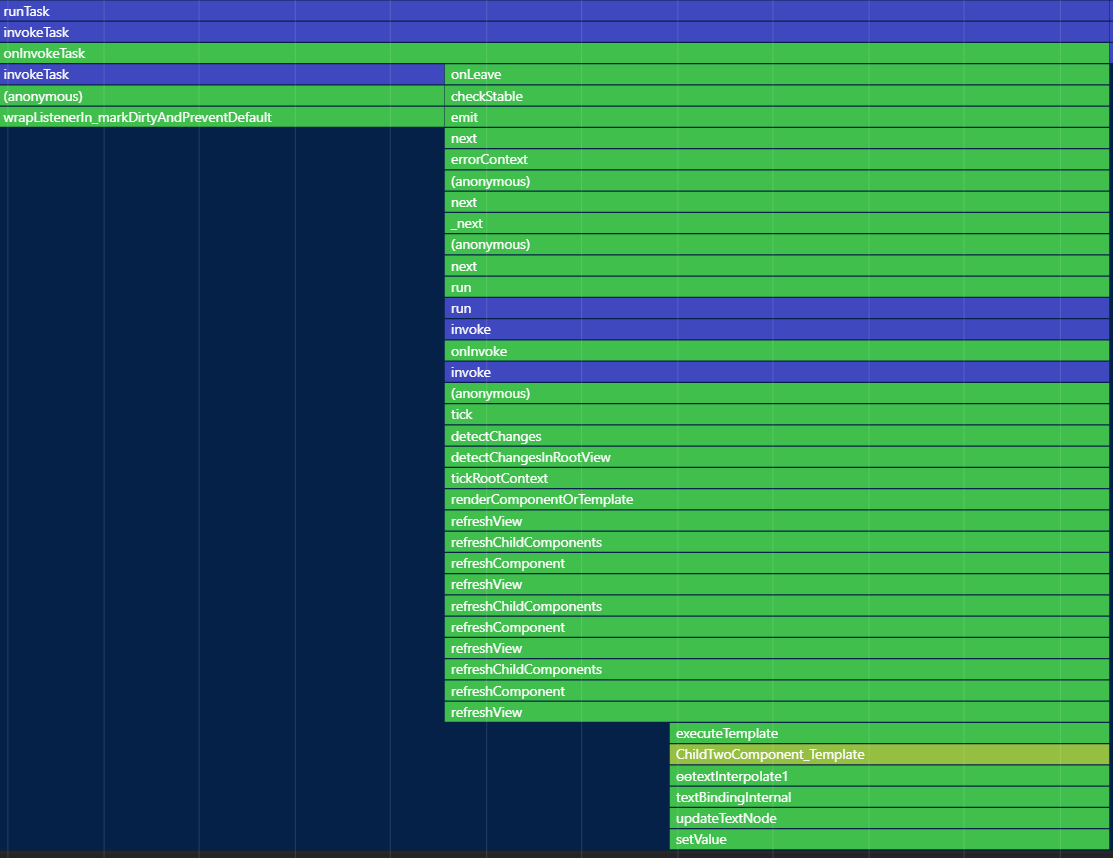 runTask
invokeTask
onInvokeTask
invokeTask onLeave
(anonymous) checkStable
wrapListenerIn_markDirtyAndPreventDefault emit
next
errorContext
(anonymous)
next
_next
(anonymous)
next
run
run
invoke
onInvoke
invoke
(anonymous)
tick
detectChanges
detectChangesInRootView
tickRootContext
renderComponentOrTemplate
refreshView
refreshChildComponents
refreshComponent
refreshView
refreshChildComponents
refreshComponent
refreshView
refreshChildComponents
refreshComponent
refreshView
executeTemplate
ChildTwoComponent_Template
ɵɵtextInterpolate1
textBindingInternal
updateTextNode
setValue